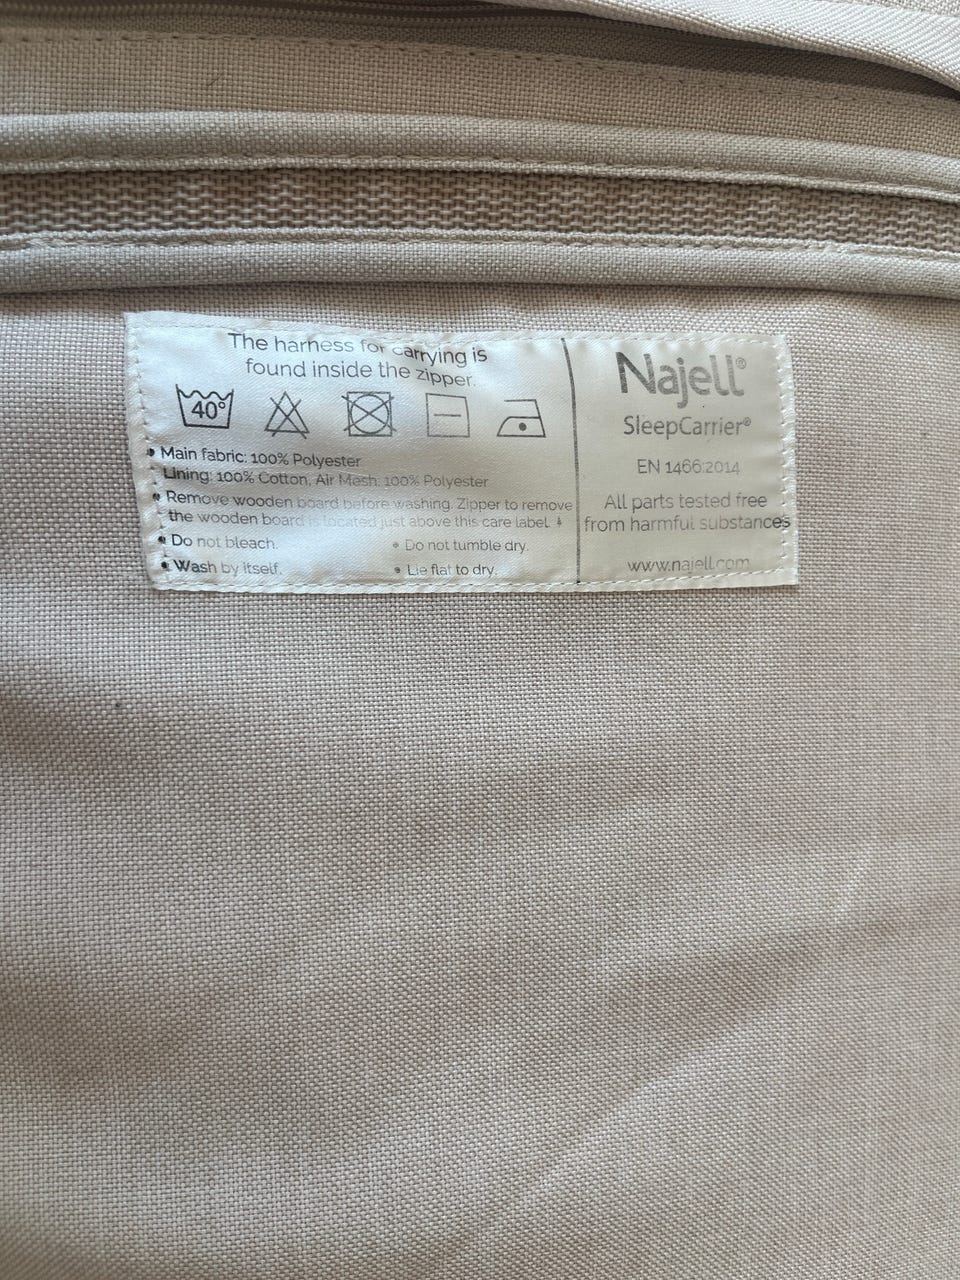 The harness for carrying is
found inside the zipper.
40°
• Main fabric: 100% Polyester
Lining: 100% Cotton, Air Mesh: 100% Polyester
• Remove wooden board before washing. Zipper to remove
the wooden board is located just above this care label.
• Do not bleach.
• Do not tumble dry.
• Wash by itself.
• Lie flat to dry.
Najell®
SleepCarrier®
EN 1466:2014
All parts tested free
from harmful substances
www.najell.com